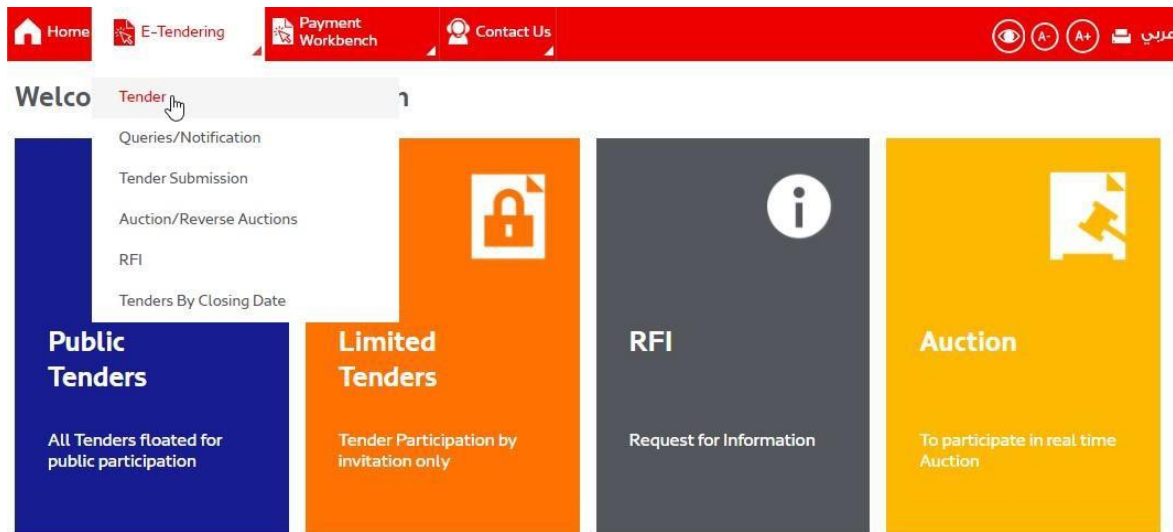 Home
E-Tendering
Payment
Workbench
Contact Us
A-
A+
عربي
Tender
Queries/Notification
Tender Submission
Auction/Reverse Auctions
RFI
Tenders By Closing Date
Public
Tenders
All Tenders floated for
public participation
Limited
Tenders
Tender Participation by
invitation only
RFI
Request for Information
Auction
To participate in real time
Auction